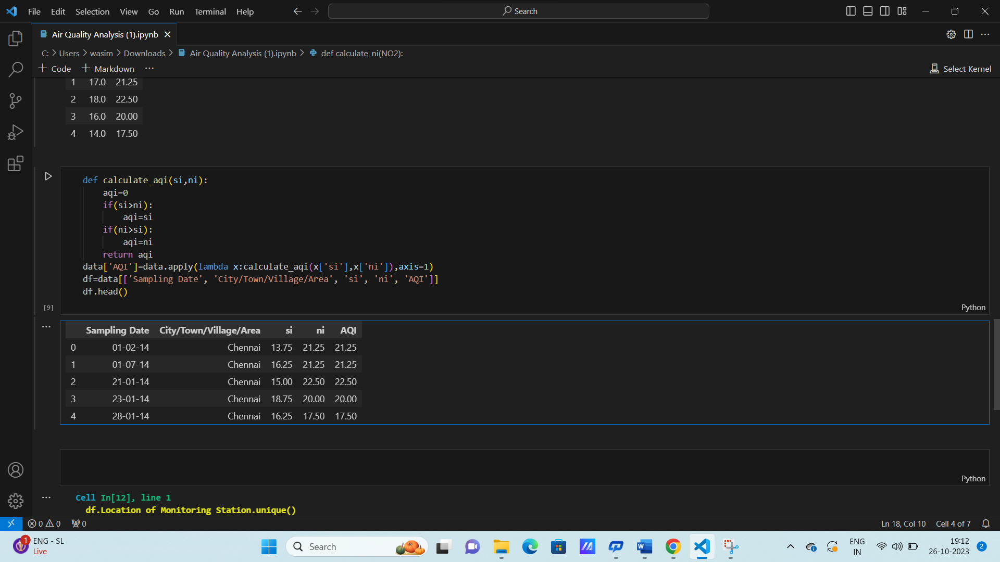 File Edit Selection View Go Run Terminal Help Search
Air Quality Analysis (1).ipynb
C: > Users > wasim > Downloads > Air Quality Analysis (1).ipynb > def calculate_ni(NO2):
+ Code + Markdown ... Select Kernel
1 17.0 21.25
2 18.0 22.50
3 16.0 20.00
4 14.0 17.50
def calculate_aqi(si,ni):
    aqi=0
    if(si>ni):
        aqi=si
    if(ni>si):
        aqi=ni
    return aqi
data['AQI']=data.apply(lambda x:calculate_aqi(x['si'],x['ni']),axis=1)
df=data[['Sampling Date', 'City/Town/Village/Area', 'si', 'ni', 'AQI']]
df.head()
[9] Python
... Sampling Date City/Town/Village/Area si ni AQI
0 01-02-14 Chennai 13.75 21.25 21.25
1 01-07-14 Chennai 16.25 21.25 21.25
2 21-01-14 Chennai 15.00 22.50 22.50
3 23-01-14 Chennai 18.75 20.00 20.00
4 28-01-14 Chennai 16.25 17.50 17.50
Python
... Cell In[12], line 1
df.Location of Monitoring Station.unique()
0 0 0 Ln 18, Col 10 Cell 4 of 7
1 ENG - SL
Live
Search
ENG
IN
19:12
26-10-2023
2